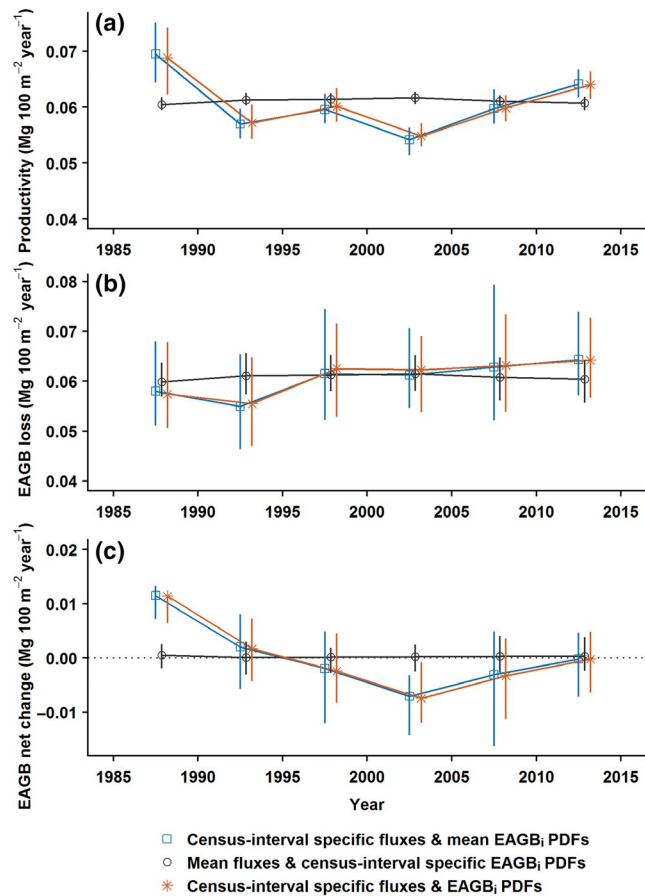 (a)
Productivity (Mg 100 m⁻² year⁻¹)
0.07
0.06
0.05
0.04
1985 1990 1995 2000 2005 2010 2015
(b)
EAGB loss (Mg 100 m⁻² year⁻¹)
0.08
0.07
0.06
0.05
0.04
1985 1990 1995 2000 2005 2010 2015
(c)
EAGB net change (Mg 100 m⁻² year⁻¹)
0.02
0.01
0.00
−0.01
1985 1990 1995 2000 2005 2010 2015
Year
Census-interval specific fluxes & mean EAGBᵢ PDFs
Mean fluxes & census-interval specific EAGBᵢ PDFs
Census-interval specific fluxes & EAGBᵢ PDFs